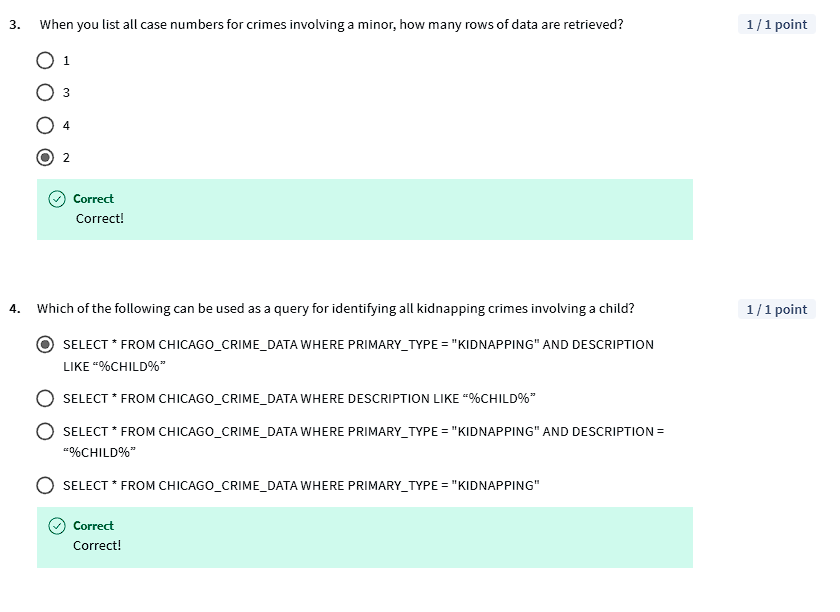 3. When you list all case numbers for crimes involving a minor, how many rows of data are retrieved? 1 / 1 point
1
3
4
2
Correct
Correct!
4. Which of the following can be used as a query for identifying all kidnapping crimes involving a child? 1 / 1 point
SELECT * FROM CHICAGO_CRIME_DATA WHERE PRIMARY_TYPE = "KIDNAPPING" AND DESCRIPTION
LIKE “%CHILD%”
SELECT * FROM CHICAGO_CRIME_DATA WHERE DESCRIPTION LIKE “%CHILD%”
SELECT * FROM CHICAGO_CRIME_DATA WHERE PRIMARY_TYPE = "KIDNAPPING" AND DESCRIPTION =
“%CHILD%”
SELECT * FROM CHICAGO_CRIME_DATA WHERE PRIMARY_TYPE = "KIDNAPPING"
Correct
Correct!